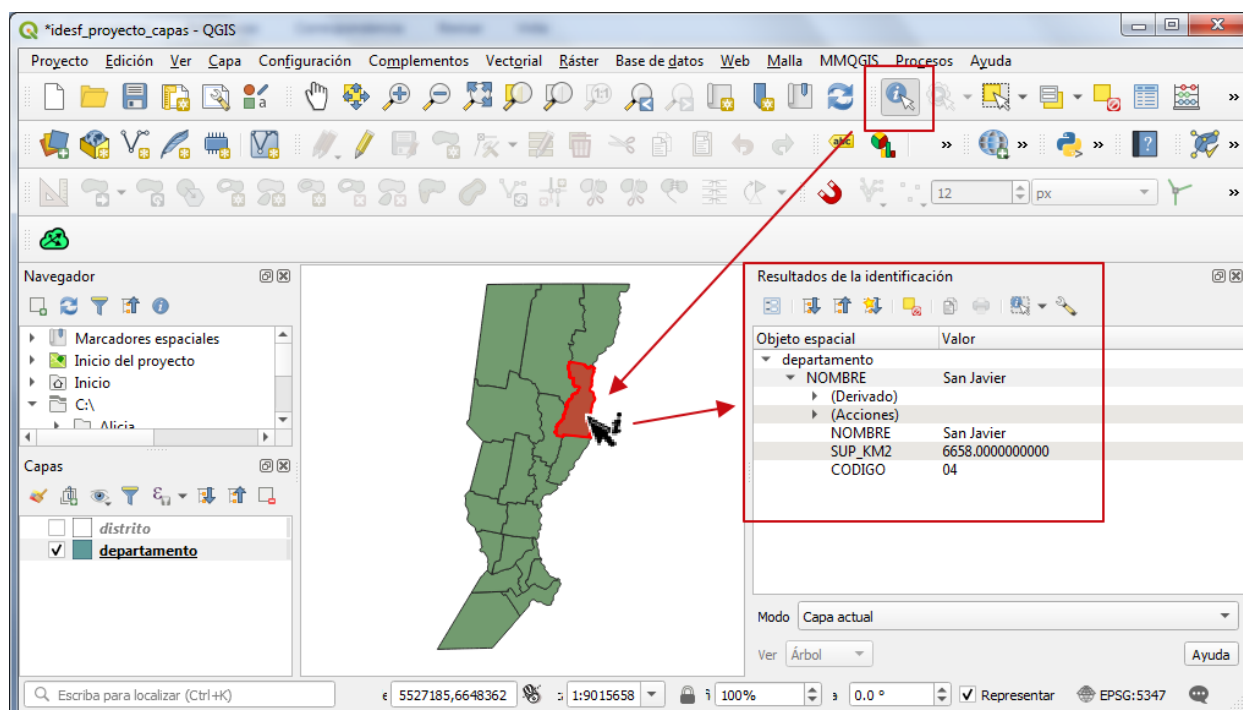 *idesf_proyecto_capas - QGIS
Proyecto Edición Ver Capa Configuración Complementos Vectorial Ráster Base de datos Web Malla MMQGIS Procesos Ayuda
1:1
a
»
abc
» » » ?
12 px »
Navegador
Marcadores espaciales
Inicio del proyecto
Inicio
C:\
Alicia
Capas
distrito
departamento
i
Resultados de la identificación
Objeto espacial Valor
departamento
NOMBRE San Javier
(Derivado)
(Acciones)
NOMBRE San Javier
SUP_KM2 6658.0000000000
CODIGO 04
Modo Capa actual
Ver Árbol Ayuda
Escriba para localizar (Ctrl+K) 5527185,6648362 1:9015658 100% 0.0 ° Representar EPSG:5347